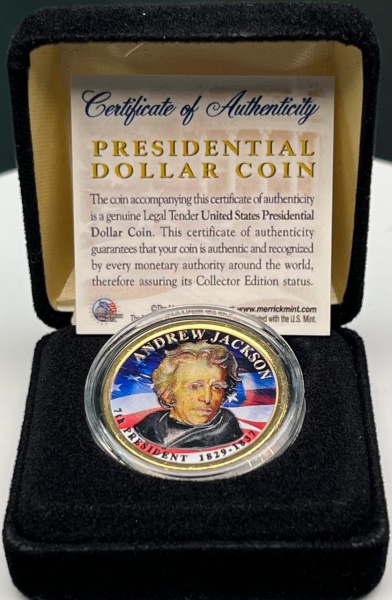 Certificate of Authenticity
PRESIDENTIAL
DOLLAR COIN
The coin accompanying this certificate of authenticity
is a genuine Legal Tender United States Presidential
Dollar Coin. This certificate of authenticity
guarantees that your coin is authentic and recognized
by every monetary authority around the world,
therefore assuring its Collector Edition status.
www.merrickmint.com
with the U.S. Mint.
ANDREW JACKSON
7th PRESIDENT 1829-1837